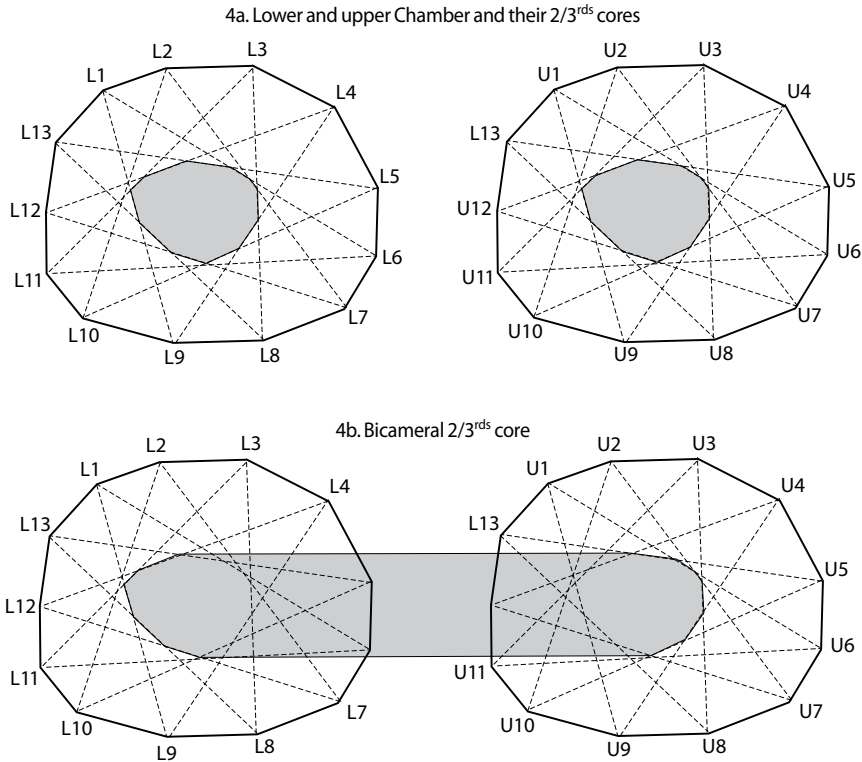 4a. Lower and upper Chamber and their 2/3rds cores
L1
L2
L3
L4
L5
L6
L7
L8
L9
L10
L11
L12
L13
U1
U2
U3
U4
U5
U6
U7
U8
U9
U10
U11
U12
L13
4b. Bicameral 2/3rds core
L1
L2
L3
L4
L7
L8
L9
L10
L11
L12
L13
U1
U2
U3
U4
U5
U6
U7
U8
U9
U10
U11
L13